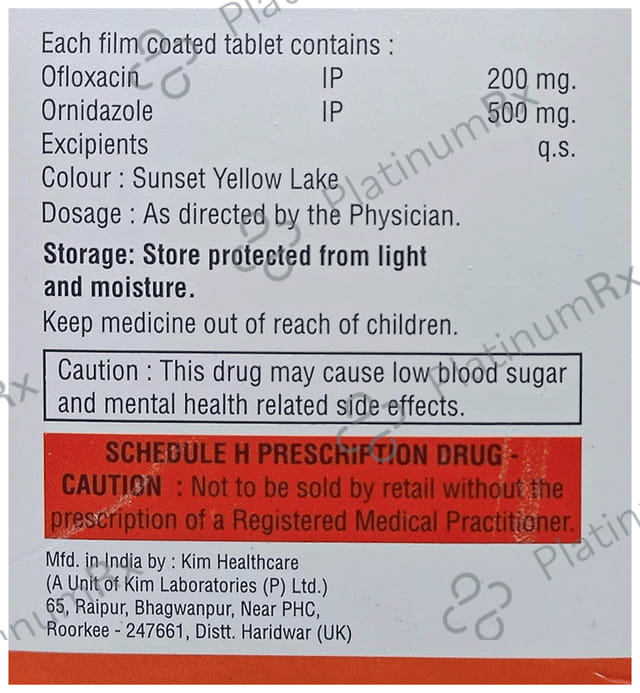 Each film coated tablet contains :
Ofloxacin IP 200 mg.
Ornidazole IP 500 mg.
Excipients q.s.
Colour : Sunset Yellow Lake
Dosage : As directed by the Physician.
Storage: Store protected from light
and moisture.
Keep medicine out of reach of children.
Caution : This drug may cause low blood sugar
and mental health related side effects.
SCHEDULE H PRESCRIPTION DRUG -
CAUTION : Not to be sold by retail without the
prescription of a Registered Medical Practitioner.
Mfd. in India by : Kim Healthcare
(A Unit of Kim Laboratories (P) Ltd.)
65, Raipur, Bhagwanpur, Near PHC,
Roorkee - 247661, Distt. Haridwar (UK)
PlatinumRx
PlatinumRx